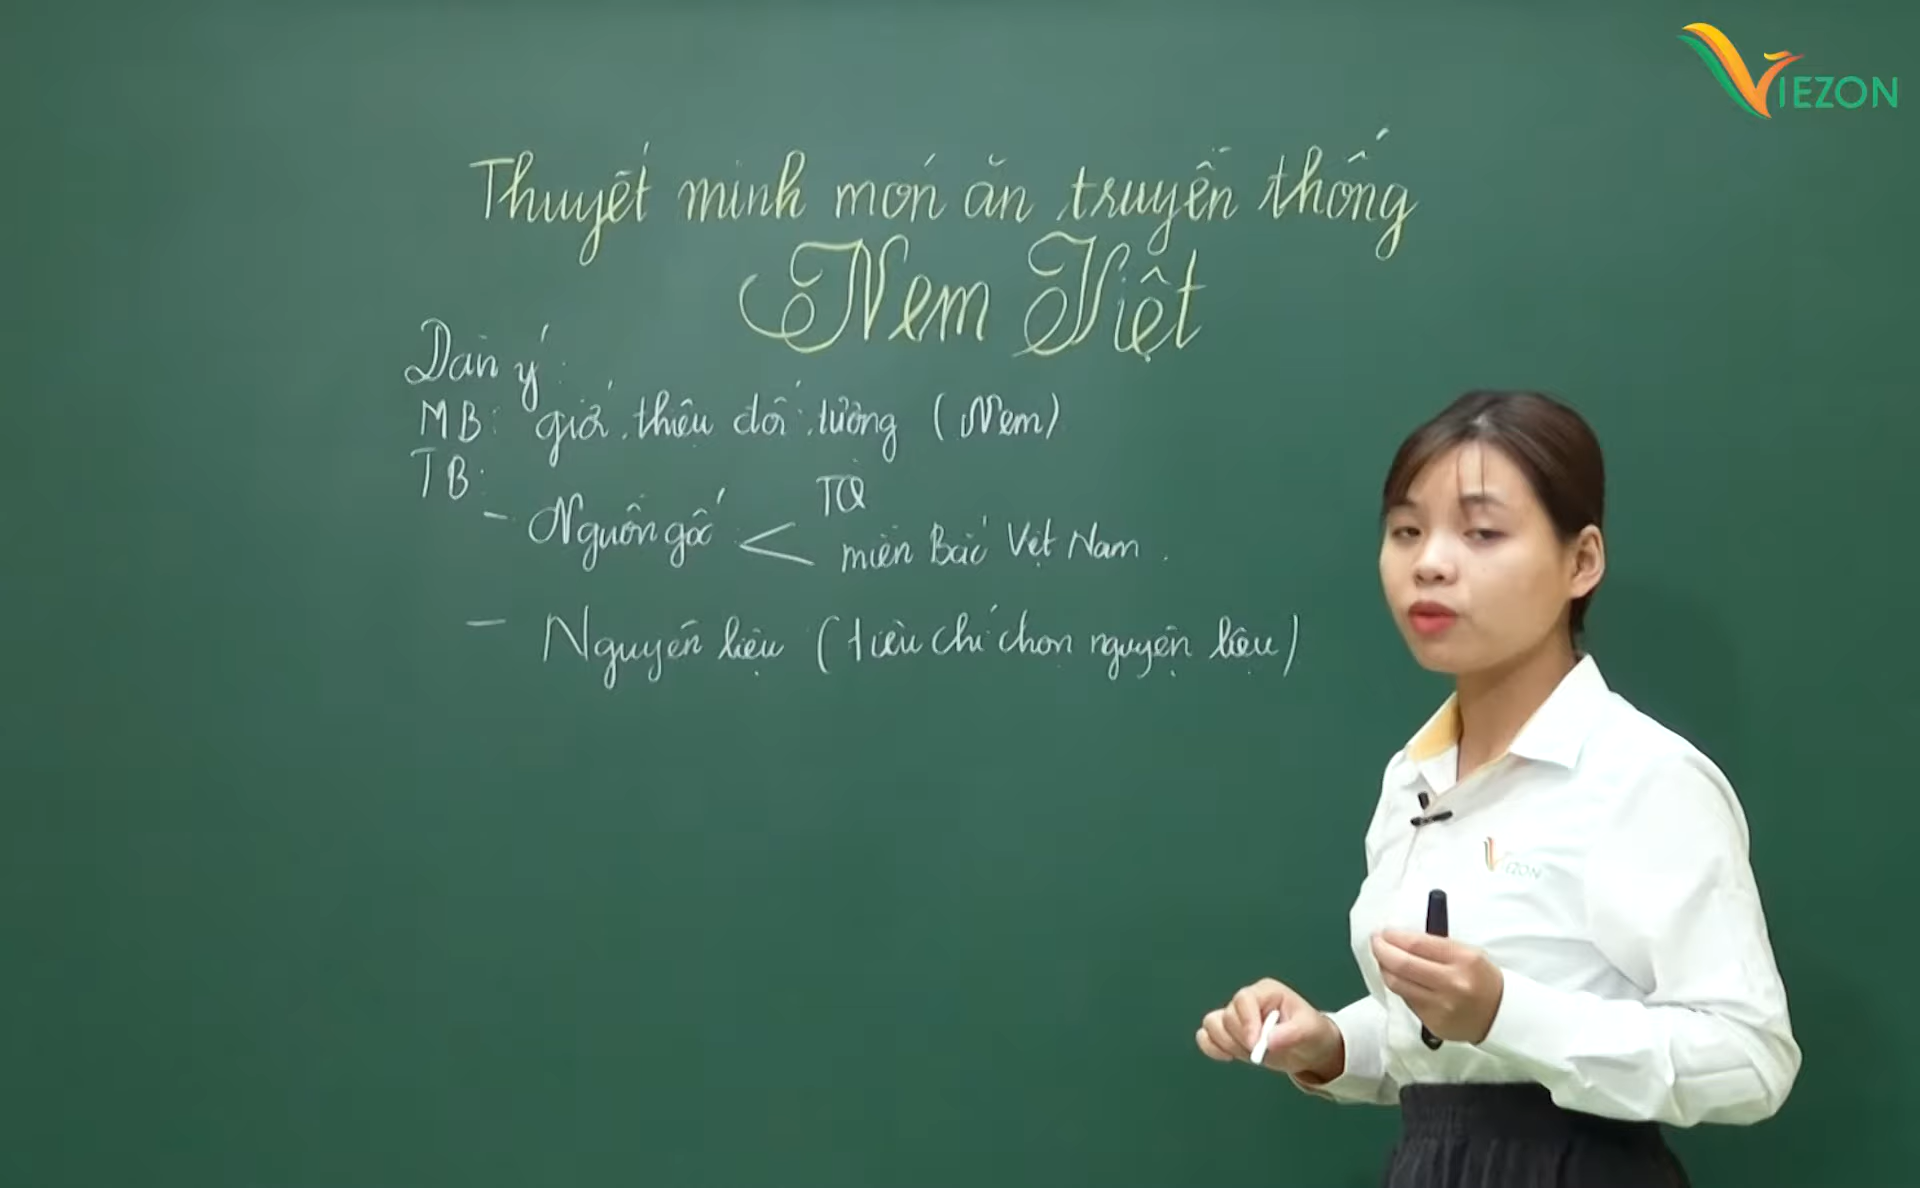 VIEZON
Thuyết minh món ăn truyền thống
Nem Việt
Dàn ý:
MB: giới thiệu đối tượng (Nem)
TB:
- Nguồn gốc < TQ
miền Bắc Việt Nam.
- Nguyên liệu (tiêu chí chọn nguyên liệu)
VIEZON